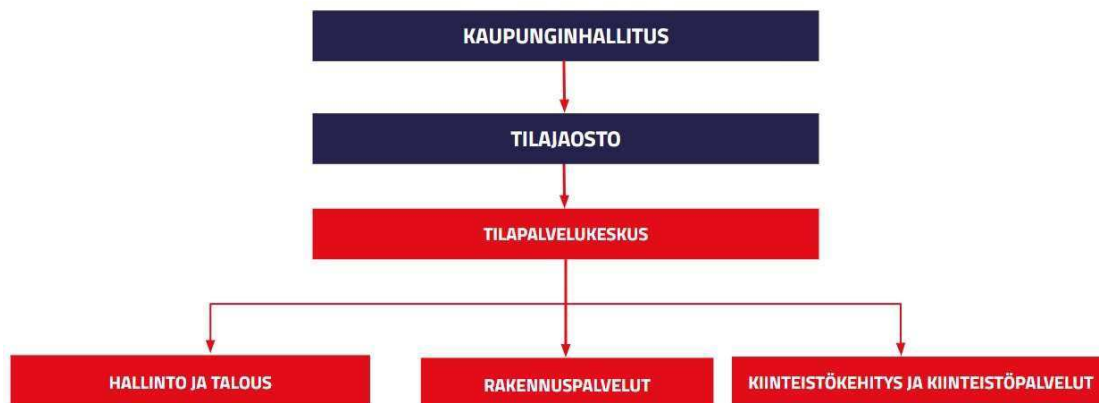 KAUPUNGINHALLITUS
TILAJAOSTO
TILAPALVELUKESKUS
HALLINTO JA TALOUS
RAKENNUSPALVELUT
KIINTEISTÖKEHITYS JA KIINTEISTÖPALVELUT